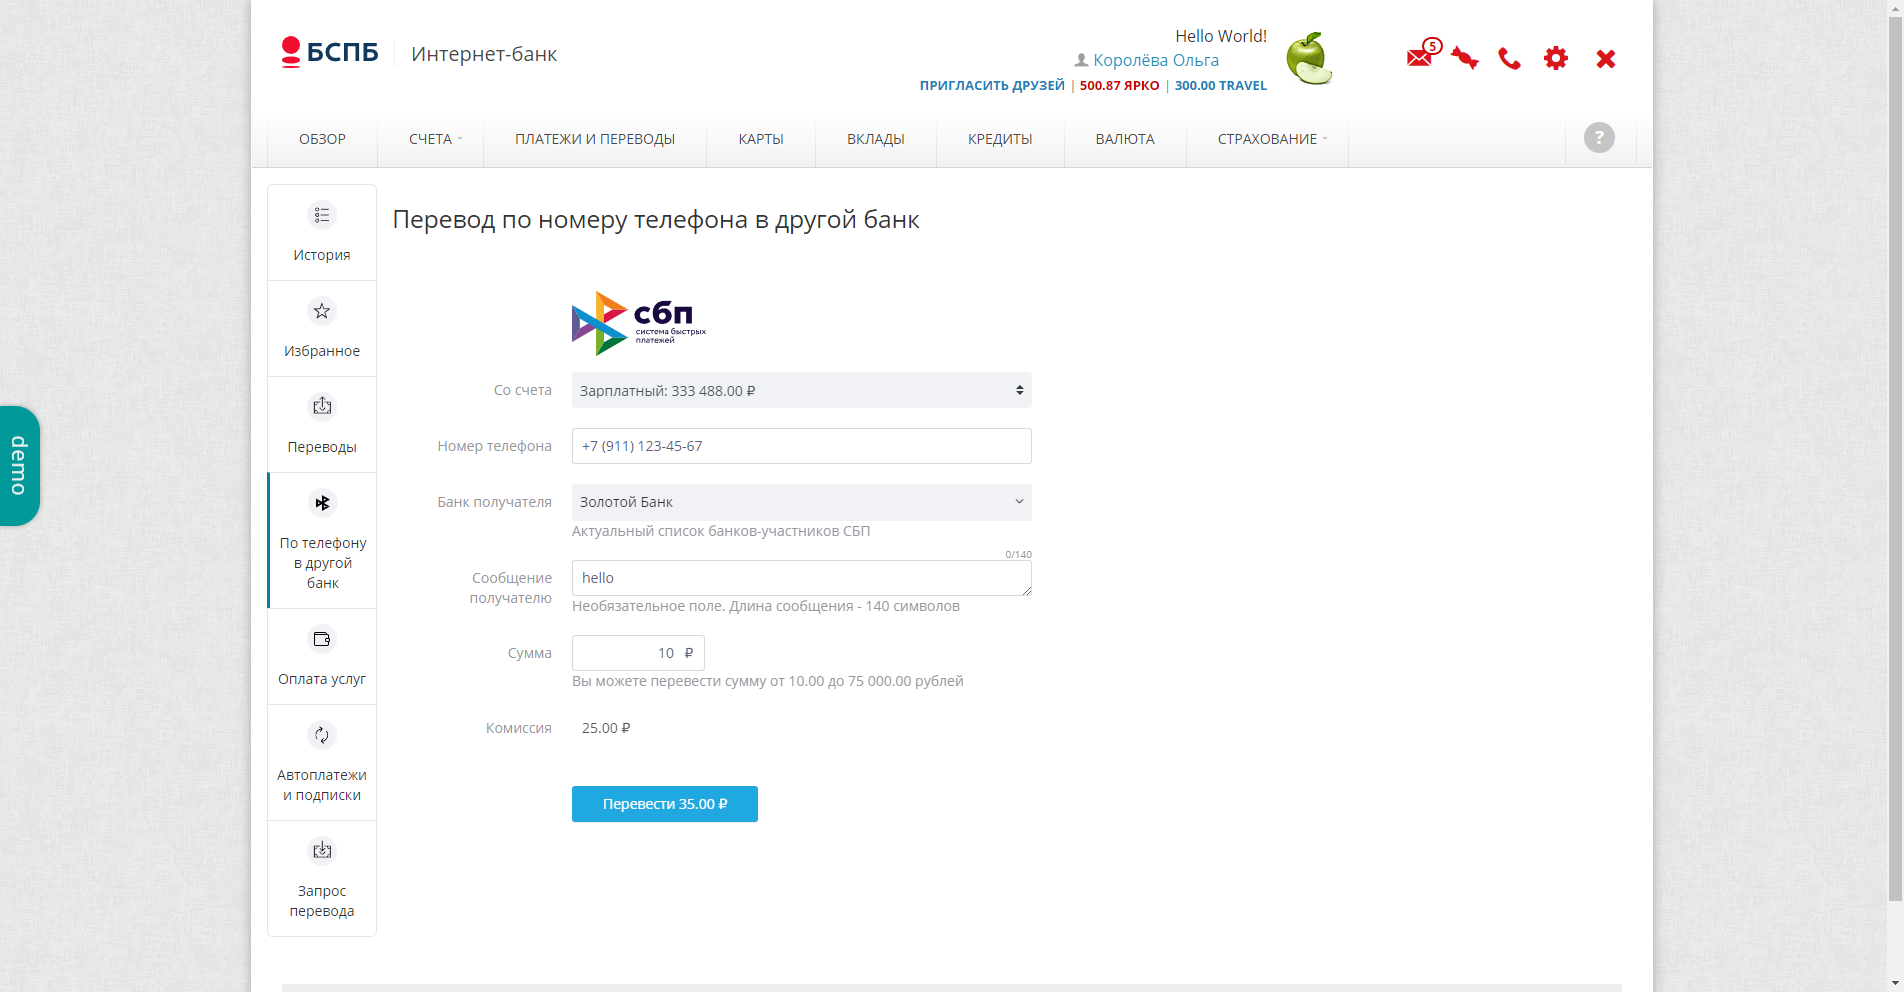 БСПБ
Интернет-банк
Hello World!
Королёва Ольга
ПРИГЛАСИТЬ ДРУЗЕЙ | 500.87 ЯРКО | 300.00 TRAVEL
5
ОБЗОР
СЧЕТА
ПЛАТЕЖИ И ПЕРЕВОДЫ
КАРТЫ
ВКЛАДЫ
КРЕДИТЫ
ВАЛЮТА
СТРАХОВАНИЕ
?
demo
История
Избранное
Переводы
По телефону
в другой
банк
Оплата услуг
Автоплатежи
и подписки
Запрос
перевода
Перевод по номеру телефона в другой банк
сбп
система быстрых
платежей
Со счета
Зарплатный: 333 488.00 ₽
Номер телефона
+7 (911) 123-45-67
Банк получателя
Золотой Банк
Актуальный список банков-участников СБП
0/140
Сообщение
получателю
hello
Необязательное поле. Длина сообщения - 140 символов
Сумма
10 ₽
Вы можете перевести сумму от 10.00 до 75 000.00 рублей
Комиссия
25.00 ₽
Перевести 35.00 ₽